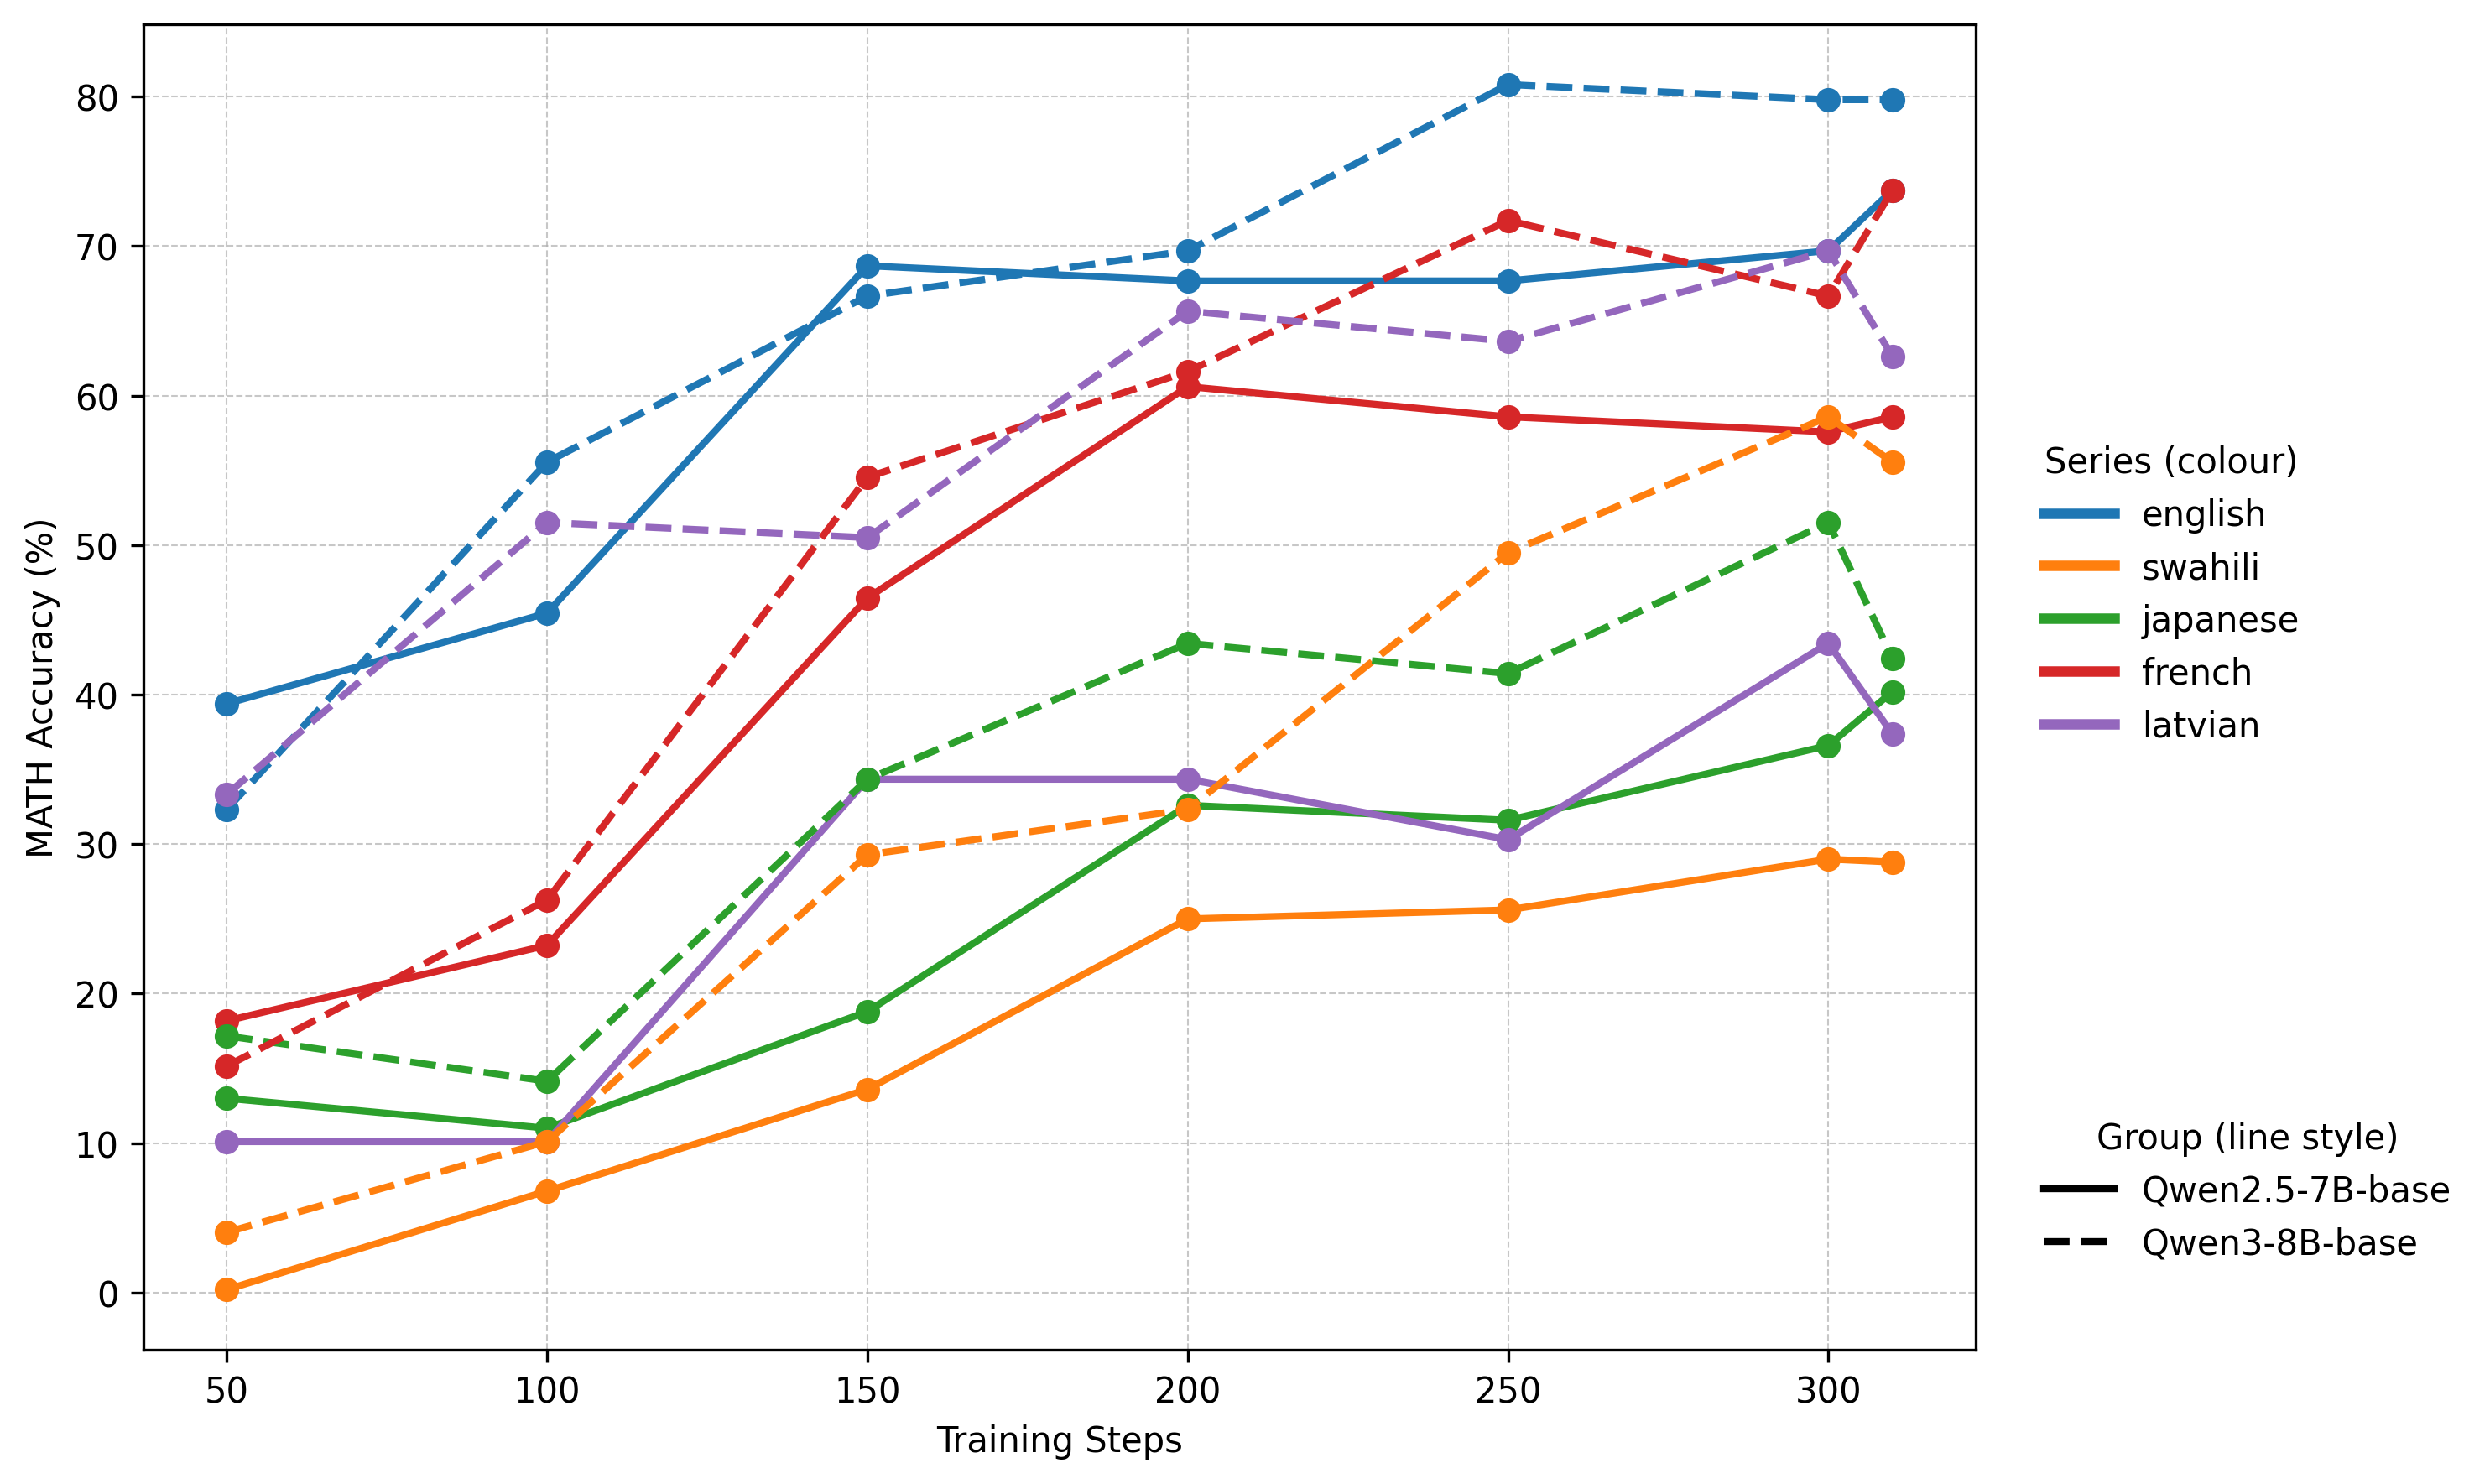 80
70
60
50
40
30
20
10
0
MATH Accuracy (%)
50 100 150 200 250 300
Training Steps
Series (colour)
english
swahili
japanese
french
latvian
Group (line style)
Qwen2.5-7B-base
Qwen3-8B-base